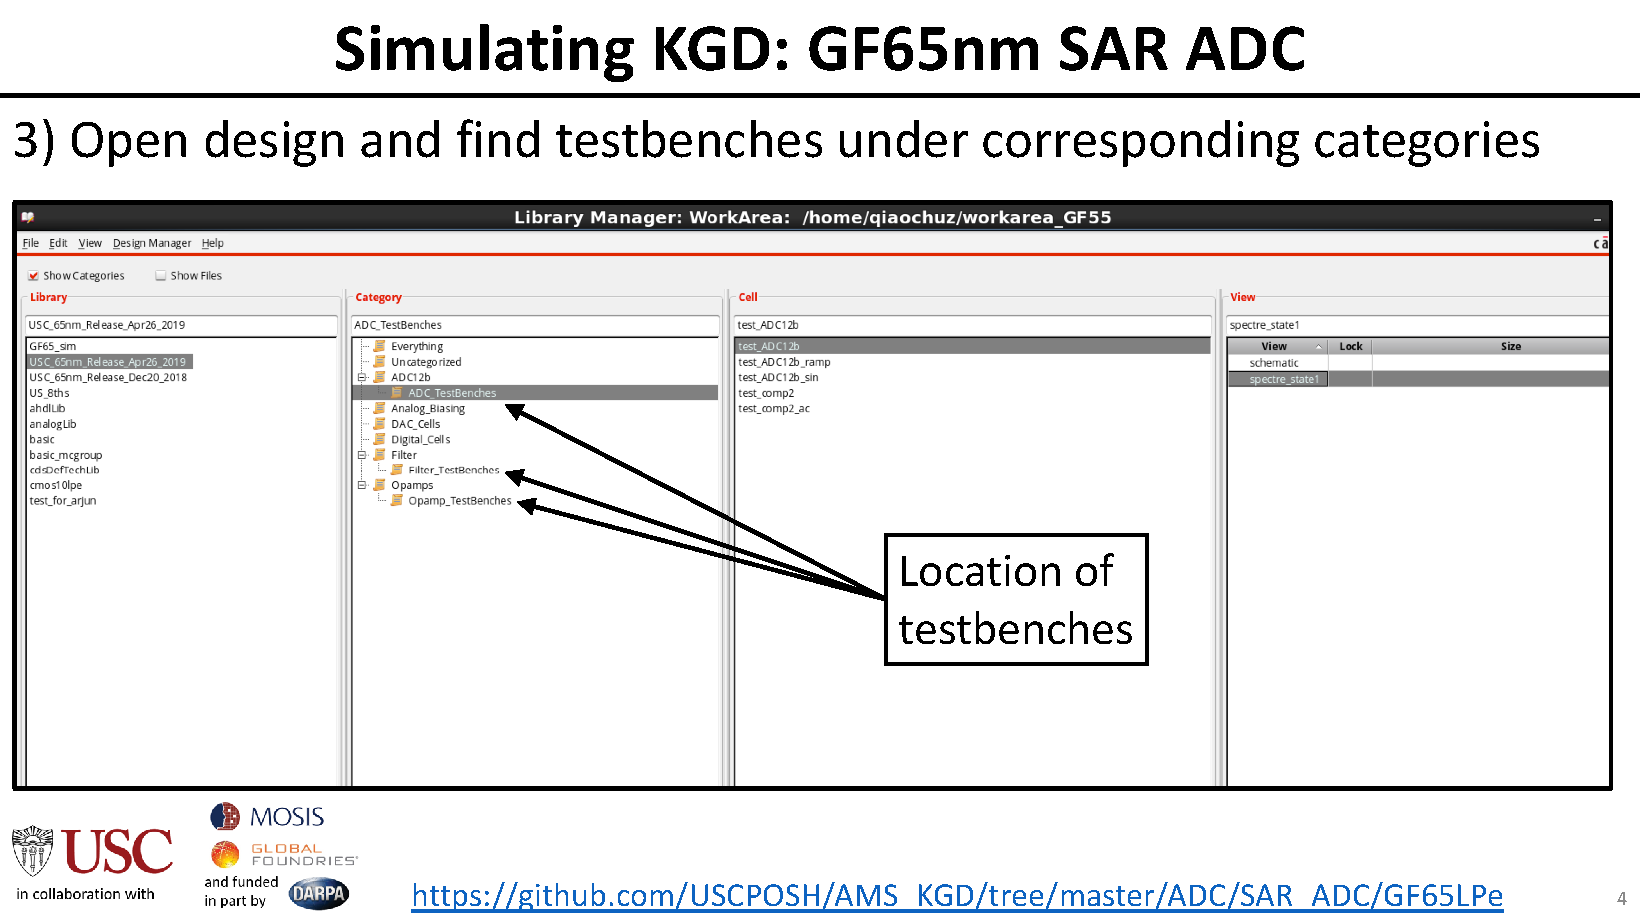 Simulating KGD: GF65nm SAR ADC
3) Open design and find testbenches under corresponding categories
Library Manager: WorkArea: /home/qiaochuz/workarea_GF55
File Edit View Design Manager Help
Show Categories Show Files
Library
USC_65nm_Release_Apr26_2019
GF65_sim
USC_65nm_Release_Apr26_2019
USC_65nm_Release_Dec20_2018
US_8ths
ahdlLib
analogLib
basic
basic_mcgroup
cdsDefTechLib
cmos10lpe
test_for_arjun
Category
ADC_TestBenches
Everything
Uncategorized
ADC12b
ADC_TestBenches
Analog_Biasing
DAC_Cells
Digital_Cells
Filter
Filter_TestBenches
Opamps
Opamp_TestBenches
Cell
test_ADC12b
test_ADC12b
test_ADC12b_ramp
test_ADC12b_sin
test_comp2
test_comp2_ac
View
spectre_state1
View Lock Size
schematic
spectre_state1
Location of
testbenches
USC
in collaboration with
MOSIS
GLOBAL
FOUNDRIES
and funded
in part by
DARPA
https://github.com/USCPOSH/AMS_KGD/tree/master/ADC/SAR_ADC/GF65LPe
4